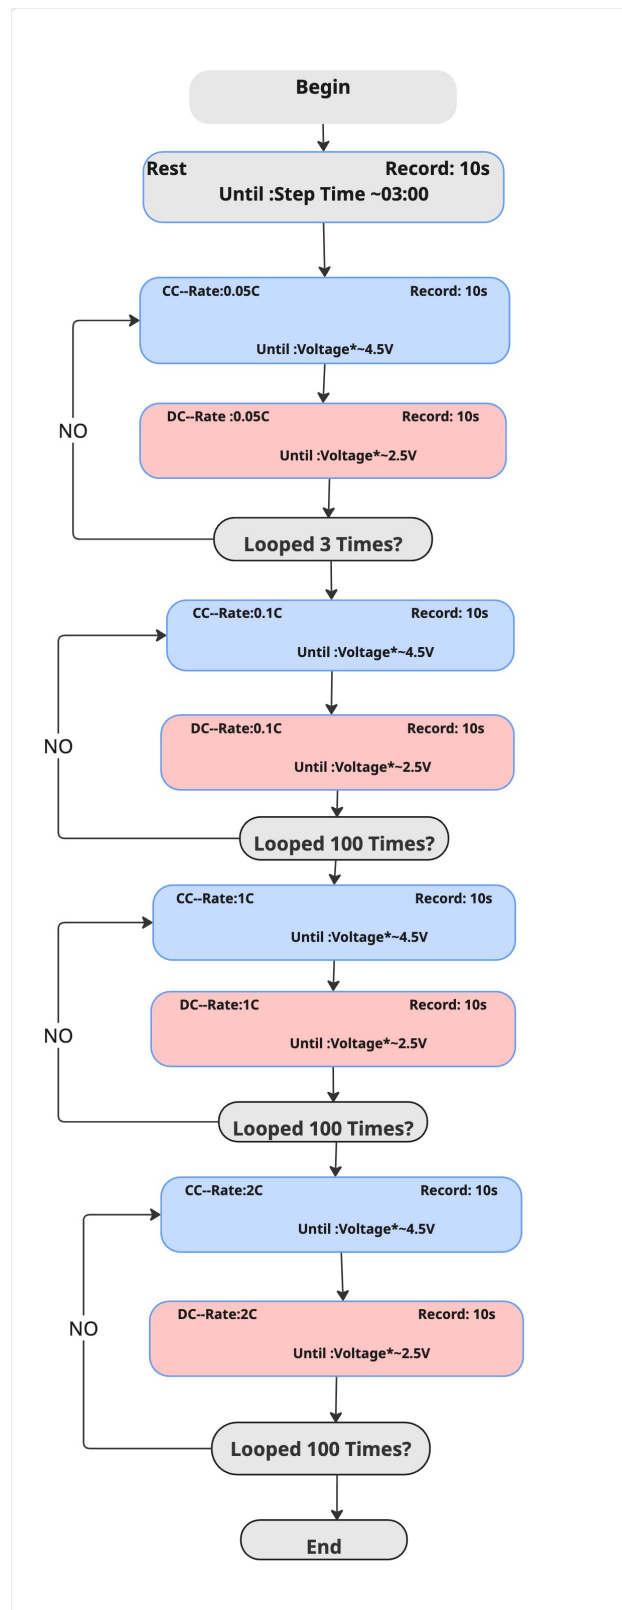 Begin
Rest Record: 10s
Until :Step Time ~03:00
CC--Rate:0.05C Record: 10s
Until :Voltage*~4.5V
DC--Rate :0.05C Record: 10s
NO
Until :Voltage*~2.5V
Looped 3 Times?
CC--Rate:0.1C Record: 10s
Until :Voltage*~4.5V
DC--Rate:0.1C Record: 10s
NO
Until :Voltage*~2.5V
Looped 100 Times?
CC--Rate:1C Record: 10s
Until :Voltage*~4.5V
DC--Rate:1C Record: 10s
NO
Until :Voltage*~2.5V
Looped 100 Times?
CC--Rate:2C Record: 10s
Until :Voltage*~4.5V
DC--Rate:2C Record: 10s
NO
Until :Voltage*~2.5V
Looped 100 Times?
End